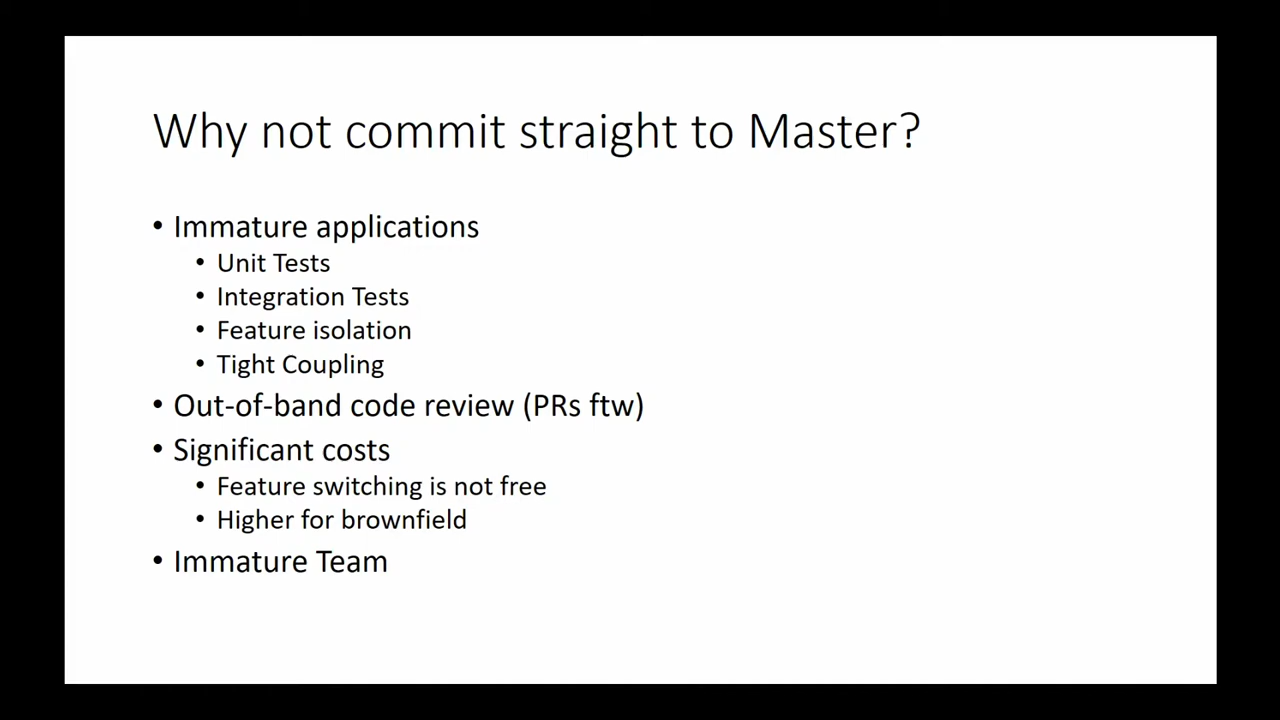 Why not commit straight to Master?
• Immature applications
• Unit Tests
• Integration Tests
• Feature isolation
• Tight Coupling
• Out-of-band code review (PRs ftw)
• Significant costs
• Feature switching is not free
• Higher for brownfield
• Immature Team